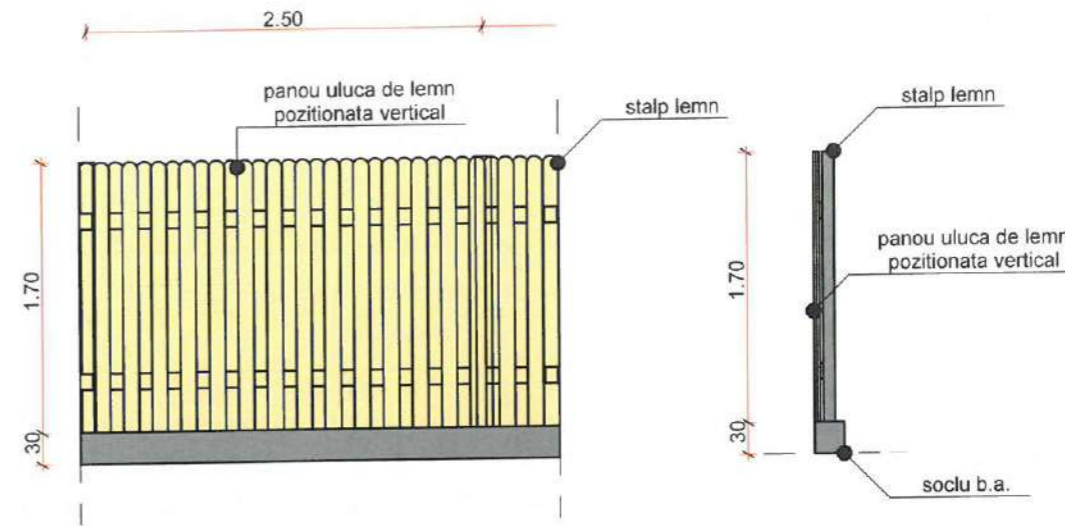 2.50
panou uluca de lemn
pozitionata vertical
stalp lemn
1.70
30
stalp lemn
panou uluca de lemn
pozitionata vertical
1.70
30
soclu b.a.